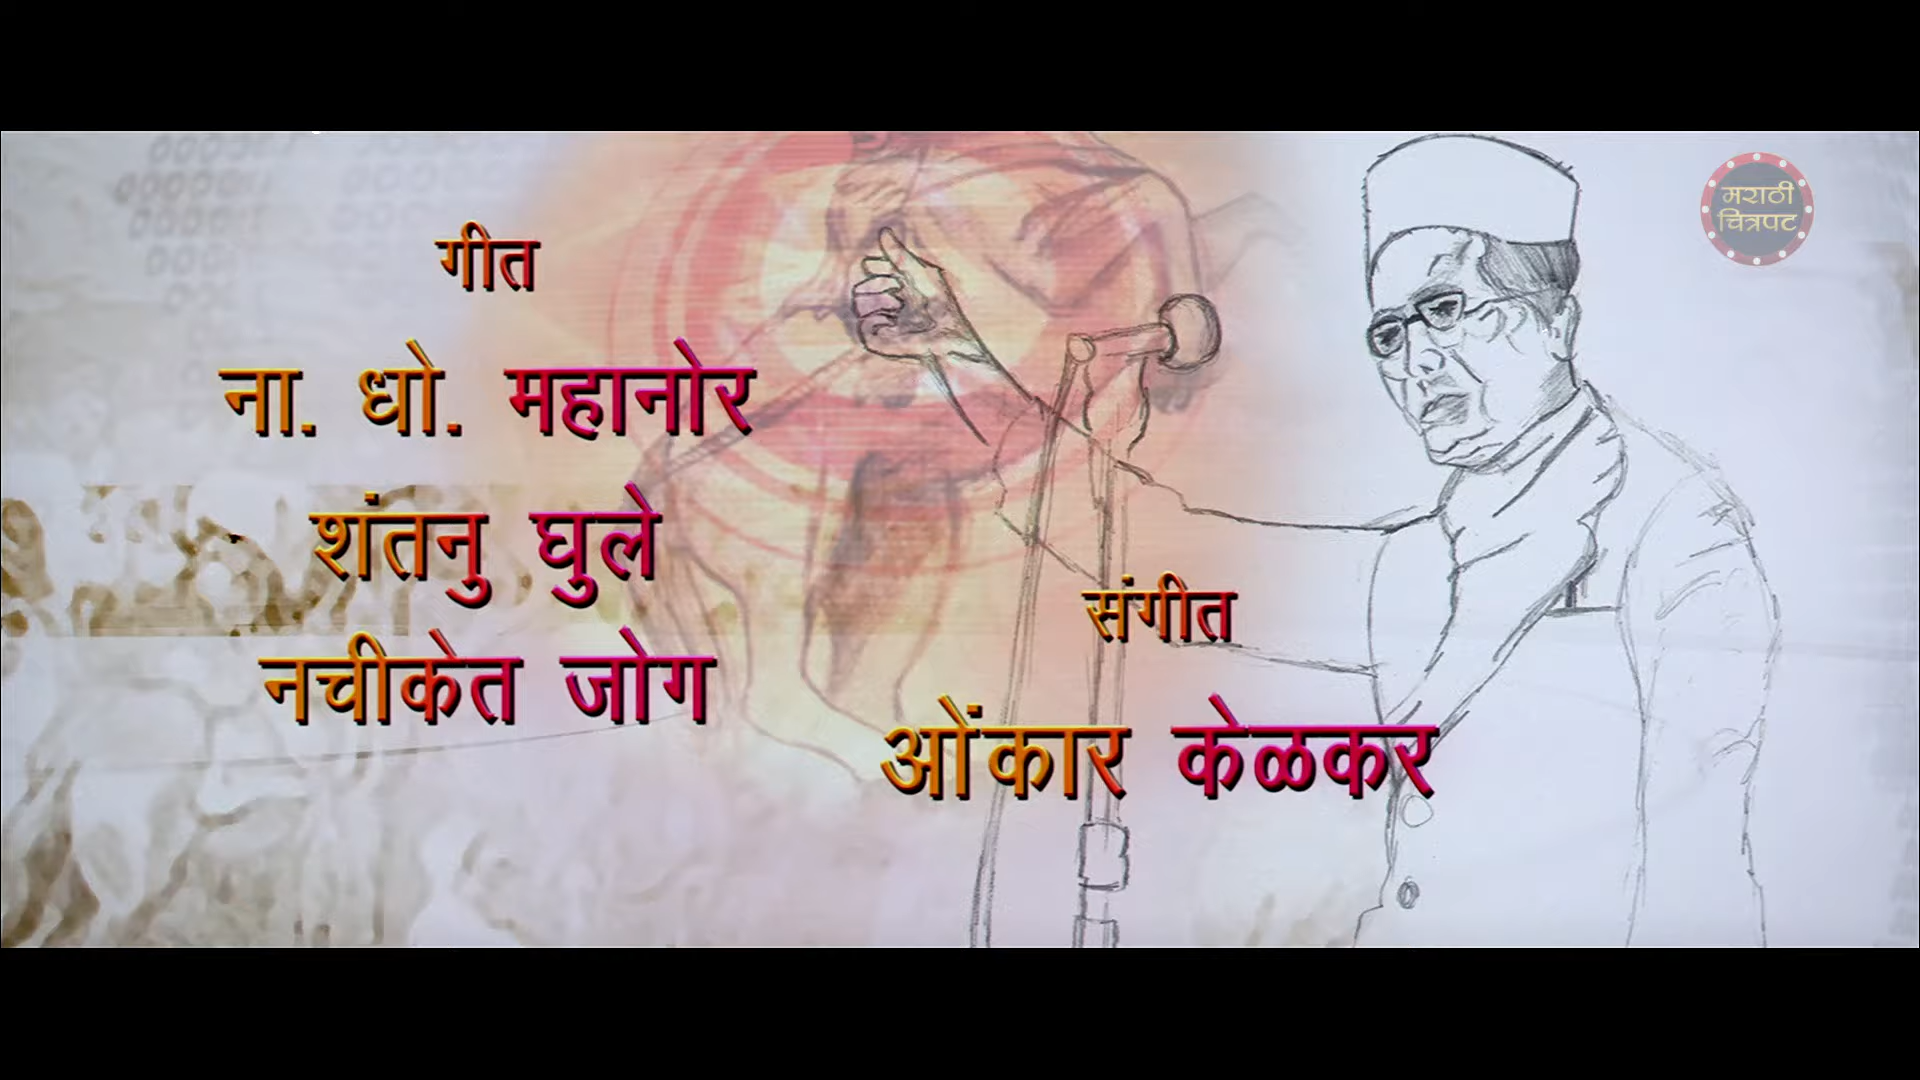 गीत
ना. धो. महानोर
शंतनु घुले
नचीकेत जोग
संगीत
ओंकार केळकर
मराठी
चित्रपट